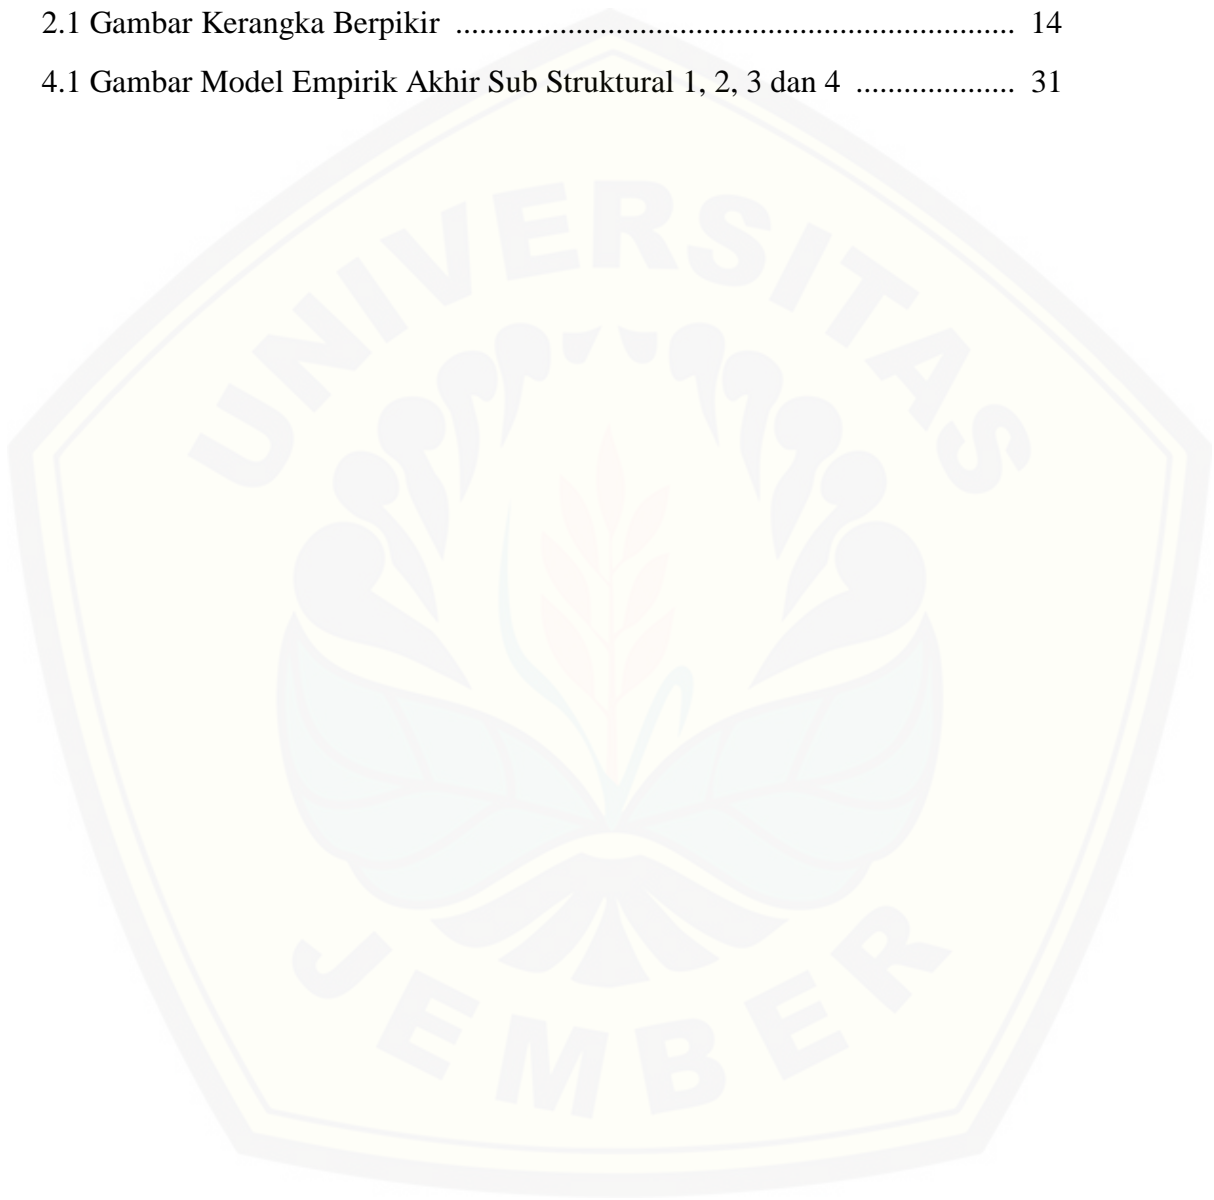 2.1 Gambar Kerangka Berpikir ...................................................................... 14
4.1 Gambar Model Empirik Akhir Sub Struktural 1, 2, 3 dan 4 .................... 31
UNIVERSITAS
JEMBER